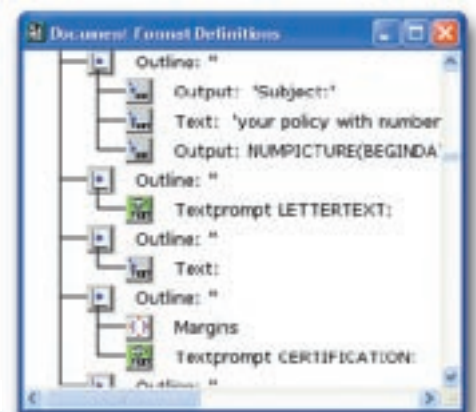 Document Format Definitions
Outline: "
Output: 'Subject:'
Text: 'your policy with number
Output: NUMPICTURE(BEGINDA
Outline: "
Textprompt LETTERTEXT:
Outline: "
Text:
Outline: "
Margins
Textprompt CERTIFICATION:
Outline: "